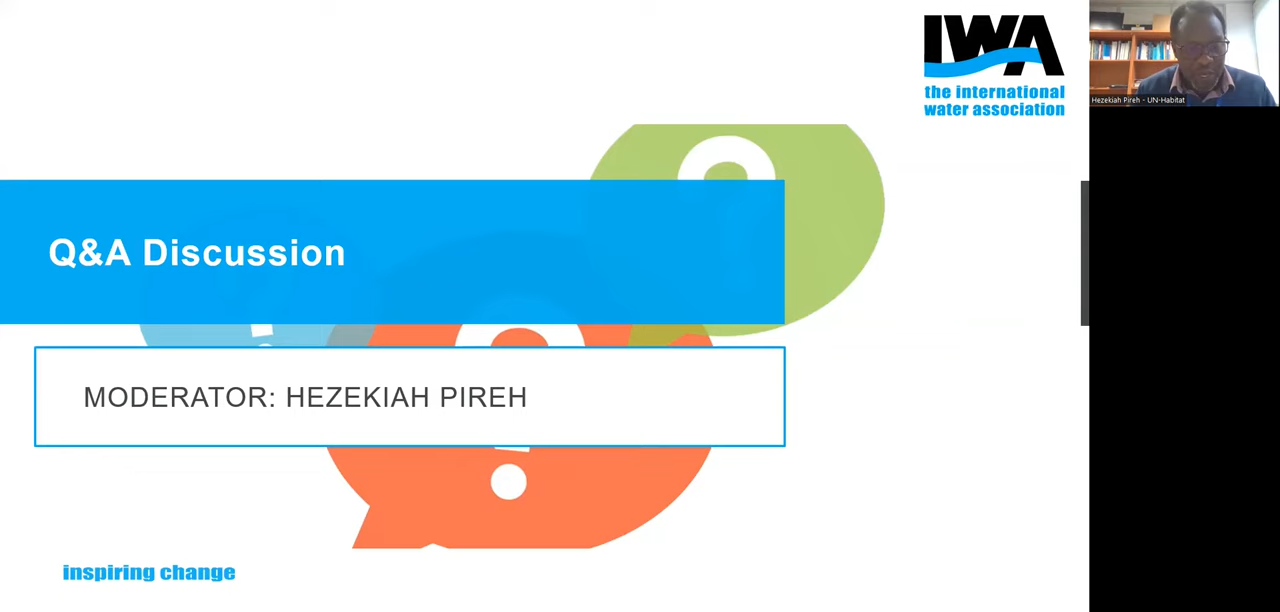 IWA
the international
water association
Hezekiah Pireh - UN-Habitat
Q&A Discussion
MODERATOR: HEZEKIAH PIREH
inspiring change